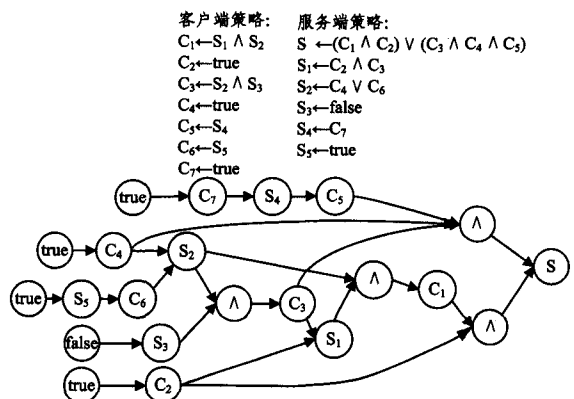 客户端策略: 服务端策略:
C₁←S₁ ∧ S₂ S ←(C₁ ∧ C₂) ∨ (C₃ ∧ C₄ ∧ C₅)
C₂←true S₁←C₂ ∧ C₃
C₃←S₂ ∧ S₃ S₂←C₄ ∨ C₆
C₄←true S₃←false
C₅←S₄ S₄←C₇
C₆←S₅ S₅←true
C₇←true
true C₇ S₄ C₅
∧
true C₄ S₂ S
∧
true S₅ C₆ ∧ C₃ C₁
false S₃ S₁ ∧
true C₂